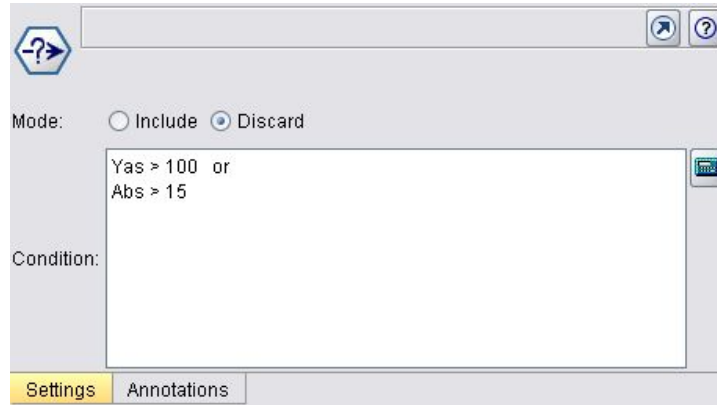 Mode: Include Discard
Yas > 100 or
Abs > 15
Condition:
Settings Annotations